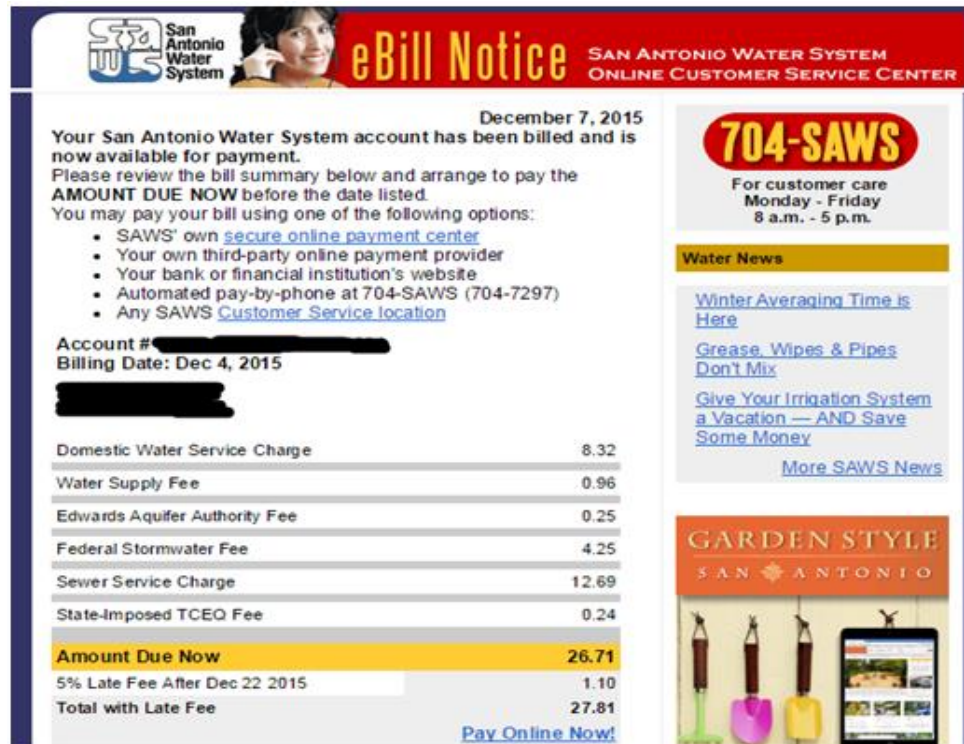 San
Antonio
Water
System
eBill Notice
SAN ANTONIO WATER SYSTEM
ONLINE CUSTOMER SERVICE CENTER
December 7, 2015
Your San Antonio Water System account has been billed and is
now available for payment.
Please review the bill summary below and arrange to pay the
AMOUNT DUE NOW before the date listed.
You may pay your bill using one of the following options:
• SAWS' own secure online payment center
• Your own third-party online payment provider
• Your bank or financial institution's website
• Automated pay-by-phone at 704-SAWS (704-7297)
• Any SAWS Customer Service location
Account #
Billing Date: Dec 4, 2015
Domestic Water Service Charge 8.32
Water Supply Fee 0.96
Edwards Aquifer Authority Fee 0.25
Federal Stormwater Fee 4.25
Sewer Service Charge 12.69
State-Imposed TCEQ Fee 0.24
Amount Due Now 26.71
5% Late Fee After Dec 22 2015 1.10
Total with Late Fee 27.81
Pay Online Now!
704-SAWS
For customer care
Monday - Friday
8 a.m. - 5 p.m.
Water News
Winter Averaging Time is
Here
Grease, Wipes & Pipes
Don't Mix
Give Your Irrigation System
a Vacation — AND Save
Some Money
More SAWS News
GARDEN STYLE
SAN ANTONIO